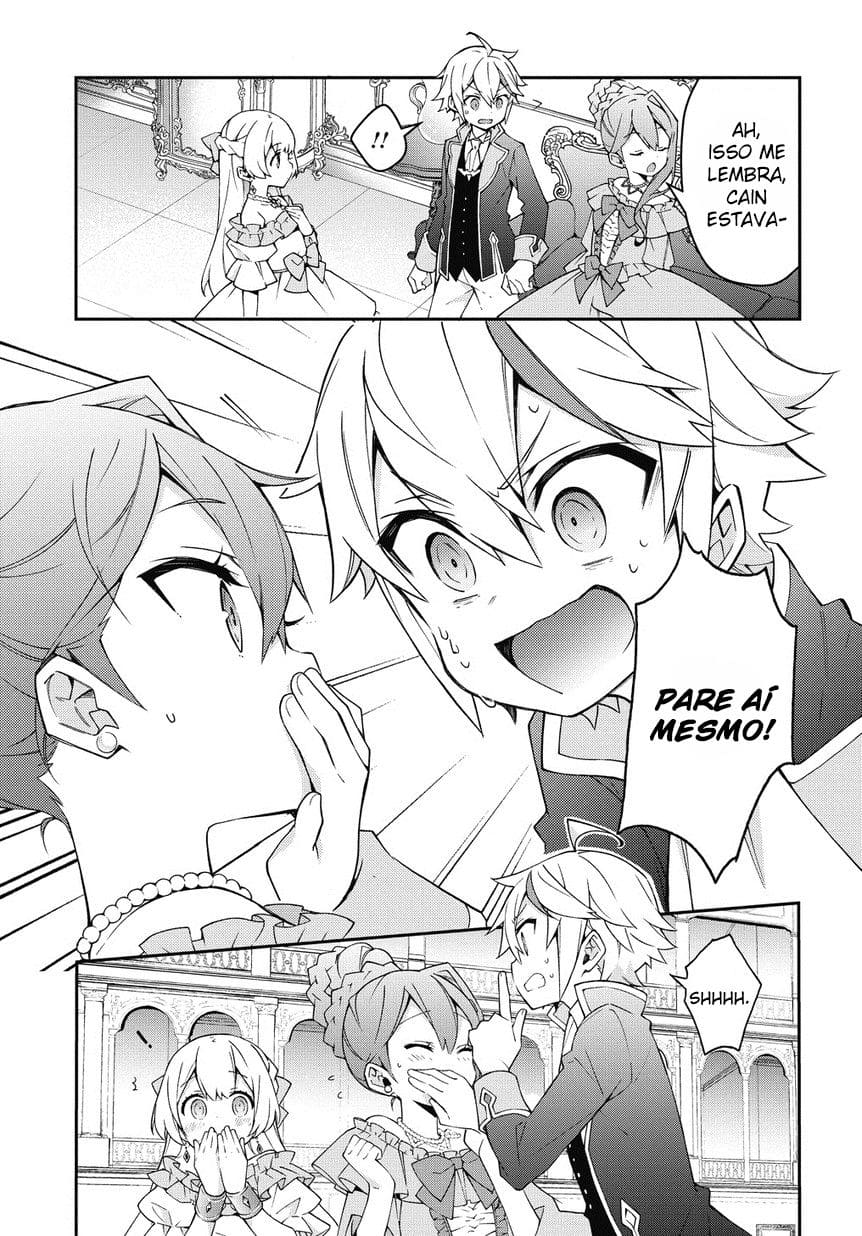 AH,
ISSO ME
LEMBRA,
CAIN
ESTAVA-
!!
PARE AÍ
MESMO!
SHHHH.
!